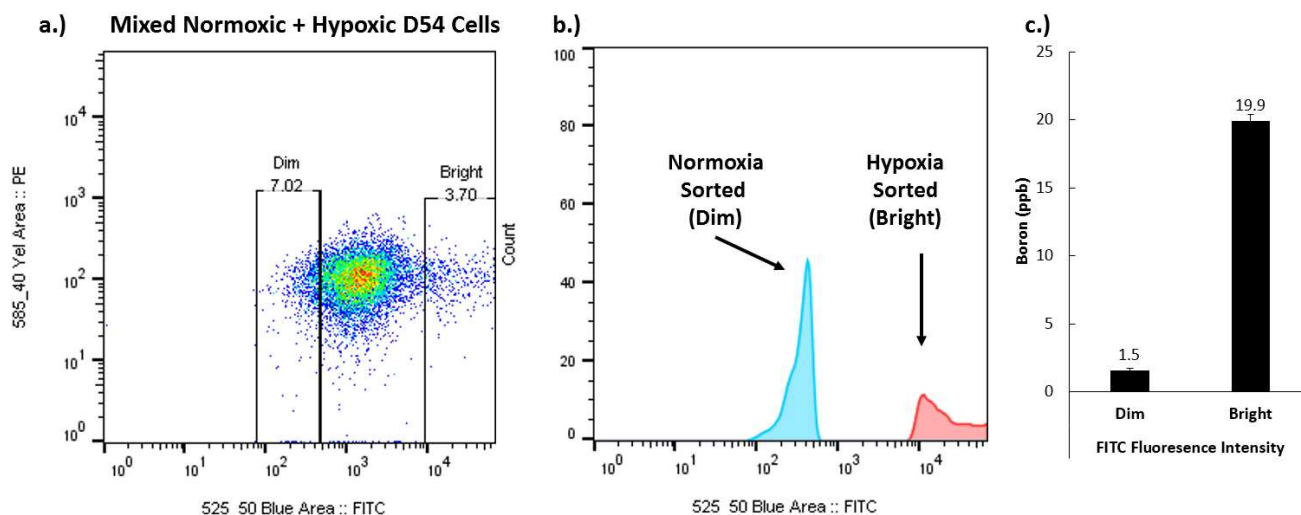 a.) Mixed Normoxic + Hypoxic D54 Cells
585_40 Yel Area :: PE
10^4
10^3
10^2
10^1
10^0
Dim
7.02
Bright
3.70
10^0 10^1 10^2 10^3 10^4
525_50 Blue Area :: FITC
b.)
Count
100
80
60
40
20
0
Normoxia
Sorted
(Dim)
Hypoxia
Sorted
(Bright)
10^0 10^1 10^2 10^3 10^4
525_50 Blue Area :: FITC
c.)
Boron (ppb)
25
20
15
10
5
0
1.5
19.9
Dim Bright
FITC Fluoresence Intensity